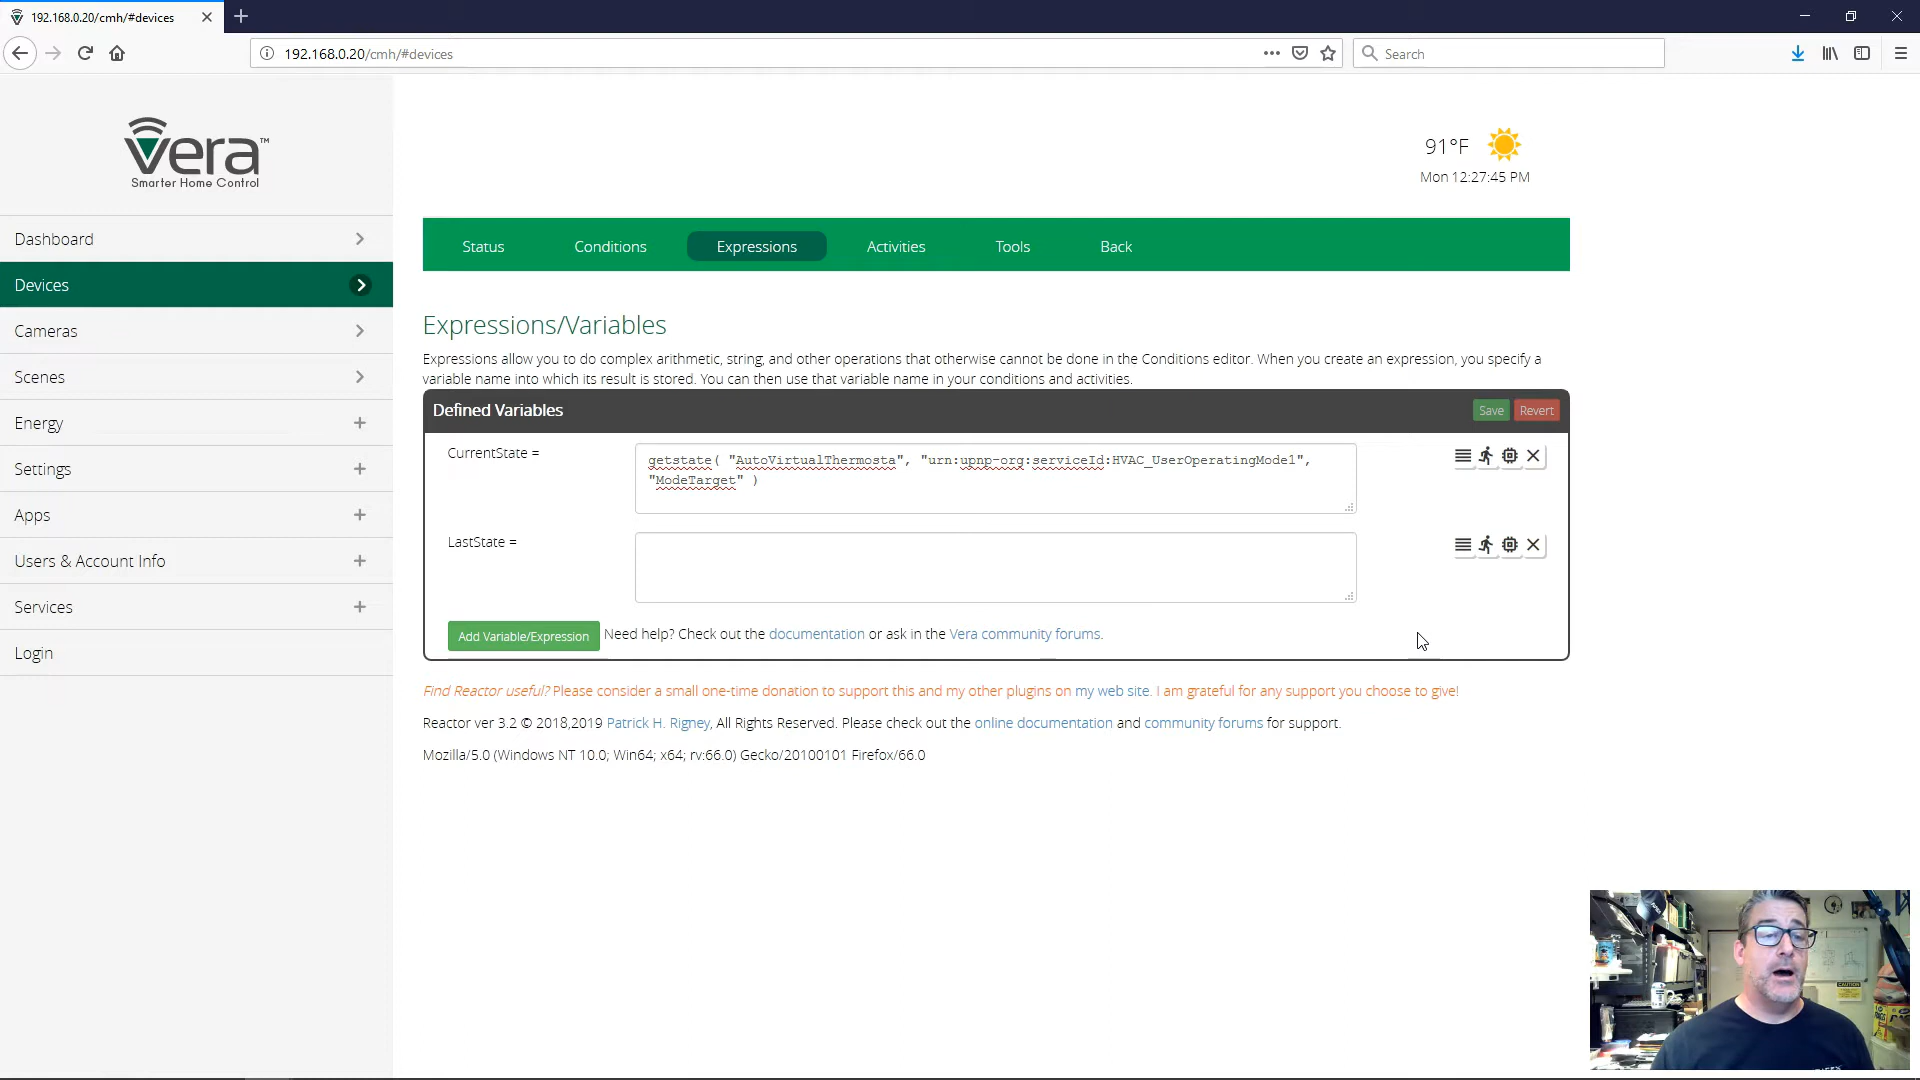 192.168.0.20/cmh/#devices
192.168.0.20/cmh/#devices
Search
Vera™
Smarter Home Control
91°F
Mon 12:27:45 PM
Dashboard
Devices
Cameras
Scenes
Energy
Settings
Apps
Users & Account Info
Services
Login
Status Conditions Expressions Activities Tools Back
Expressions/Variables
Expressions allow you to do complex arithmetic, string, and other operations that otherwise cannot be done in the Conditions editor. When you create an expression, you specify a
variable name into which its result is stored. You can then use that variable name in your conditions and activities.
Defined Variables Save Revert
CurrentState =
getstate( "AutoVirtualThermosta", "urn:upnp-org:serviceId:HVAC_UserOperatingMode1",
"ModeTarget" )
LastState =
Add Variable/Expression Need help? Check out the documentation or ask in the Vera community forums.
Find Reactor useful? Please consider a small one-time donation to support this and my other plugins on my web site. I am grateful for any support you choose to give!
Reactor ver 3.2 © 2018,2019 Patrick H. Rigney, All Rights Reserved. Please check out the online documentation and community forums for support.
Mozilla/5.0 (Windows NT 10.0; Win64; x64; rv:66.0) Gecko/20100101 Firefox/66.0